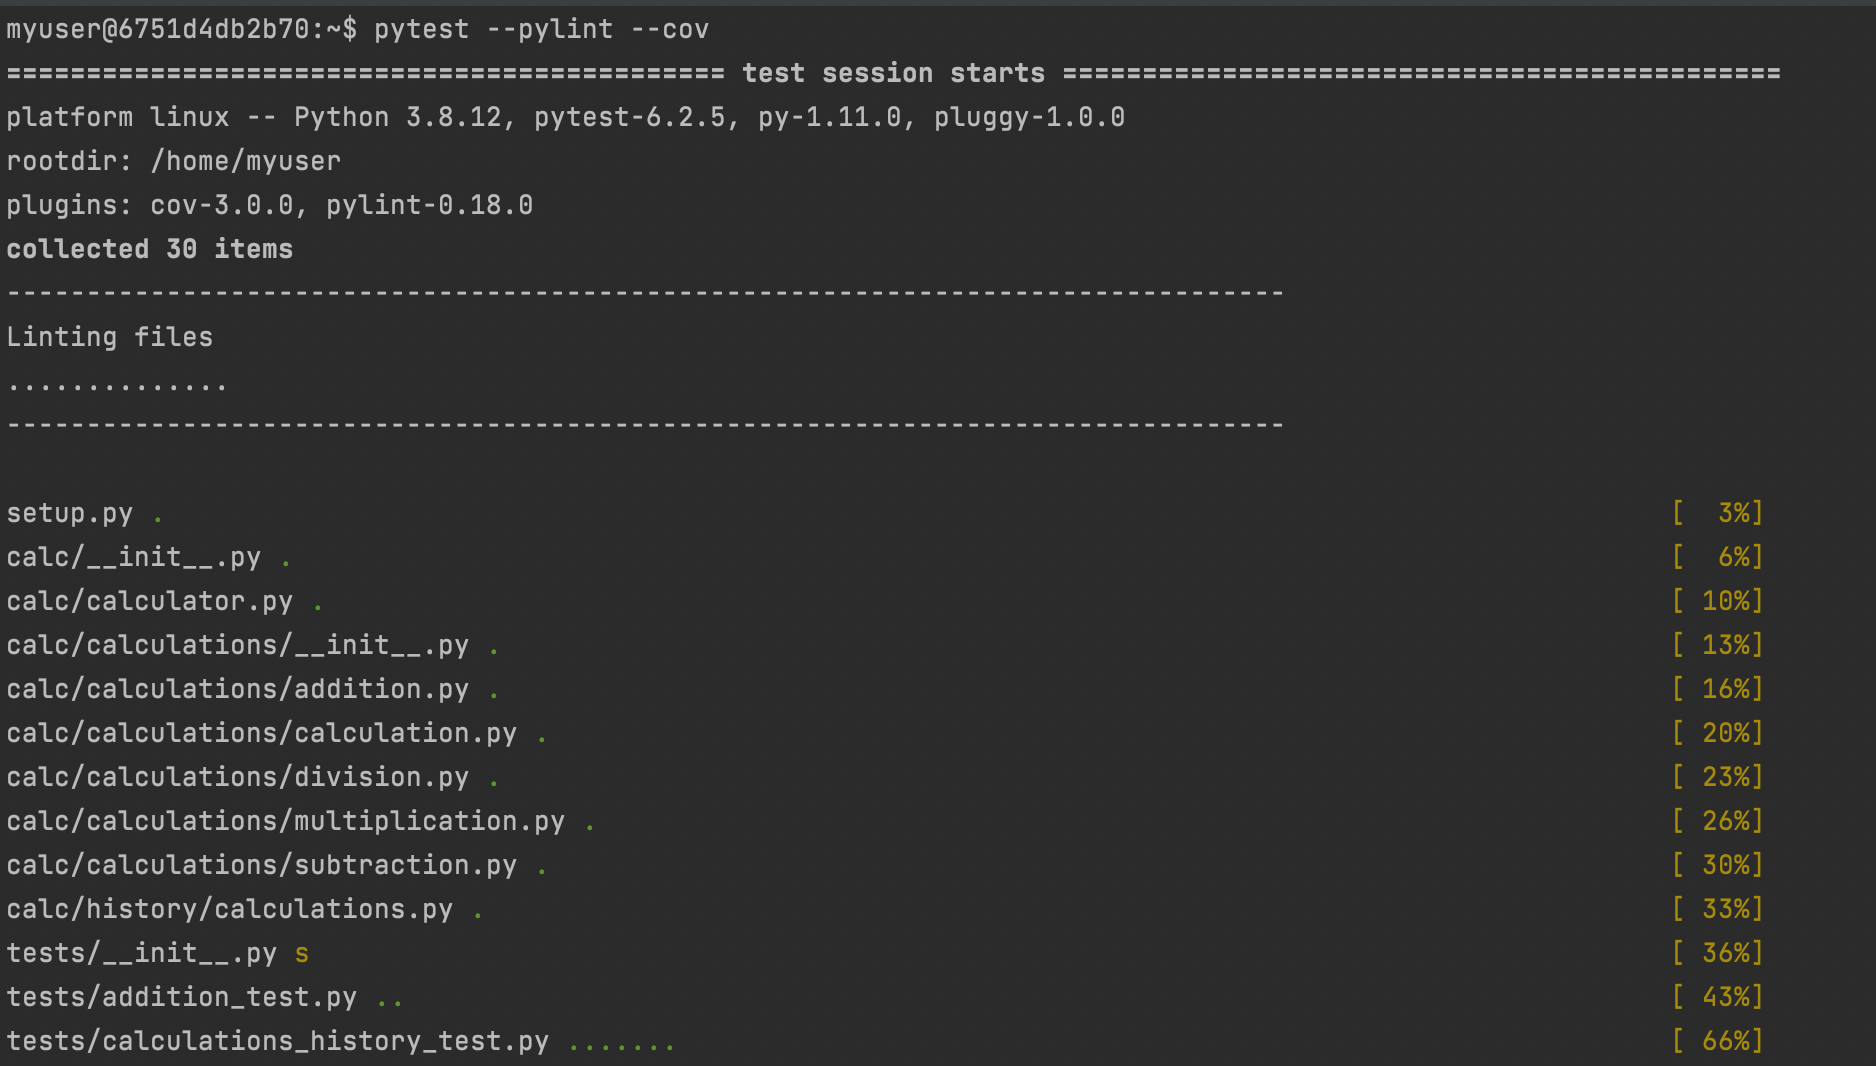 myuser@6751d4db2b70:~$ pytest --pylint --cov
============================================= test session starts =============================================
platform linux -- Python 3.8.12, pytest-6.2.5, py-1.11.0, pluggy-1.0.0
rootdir: /home/myuser
plugins: cov-3.0.0, pylint-0.18.0
collected 30 items
--------------------------------------------------------------------------------
Linting files
..............
--------------------------------------------------------------------------------
setup.py . [  3%]
calc/__init__.py . [  6%]
calc/calculator.py . [ 10%]
calc/calculations/__init__.py . [ 13%]
calc/calculations/addition.py . [ 16%]
calc/calculations/calculation.py . [ 20%]
calc/calculations/division.py . [ 23%]
calc/calculations/multiplication.py . [ 26%]
calc/calculations/subtraction.py . [ 30%]
calc/history/calculations.py . [ 33%]
tests/__init__.py s [ 36%]
tests/addition_test.py .. [ 43%]
tests/calculations_history_test.py ....... [ 66%]